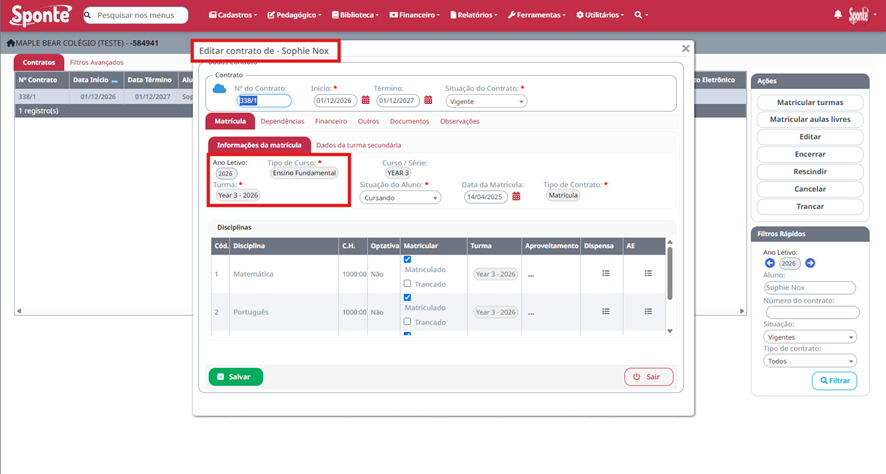 Sponte
Pesquisar nos menus
Cadastros
Pedagógico
Biblioteca
Financeiro
Relatórios
Ferramentas
Utilitários
Sponte
MAPLE BEAR COLÉGIO (TESTE) - -584941
Contratos
Filtros Avançados
Nº Contrato
Data Início
Data Término
338/1
01/12/2026
01/12/2027
1 registro(s)
Editar contrato de - Sophie Nox
Dados Contrato
Contrato
Nº do Contrato:
Início: *
Término:
Situação do Contrato: *
338/1
01/12/2026
01/12/2027
Vigente
Matrícula
Dependências
Financeiro
Outros
Documentos
Observações
Informações da matrícula
Dados da turma secundária
Ano Letivo:
Tipo de Curso: *
Curso / Série:
2026
Ensino Fundamental
YEAR 3
Turma: *
Situação do Aluno: *
Data da Matrícula:
Tipo de Contrato: *
Year 3 - 2026
Cursando
14/04/2025
Matrícula
Disciplinas
Cód.
Disciplina
C.H.
Optativa
Matricular
Turma
Aproveitamento
Dispensa
AE
1
Matemática
1000:00
Não
Matriculado
Trancado
Year 3 - 2026
...
2
Português
1000:00
Não
Matriculado
Trancado
Year 3 - 2026
...
Salvar
Sair
Eletrônico
Ações
Matricular turmas
Matricular aulas livres
Editar
Encerrar
Rescindir
Cancelar
Trancar
Filtros Rápidos
Ano Letivo:
2026
Aluno:
Sophie Nox
Número do contrato:
Situação:
Vigentes
Tipo de contrato:
Todos
Filtrar